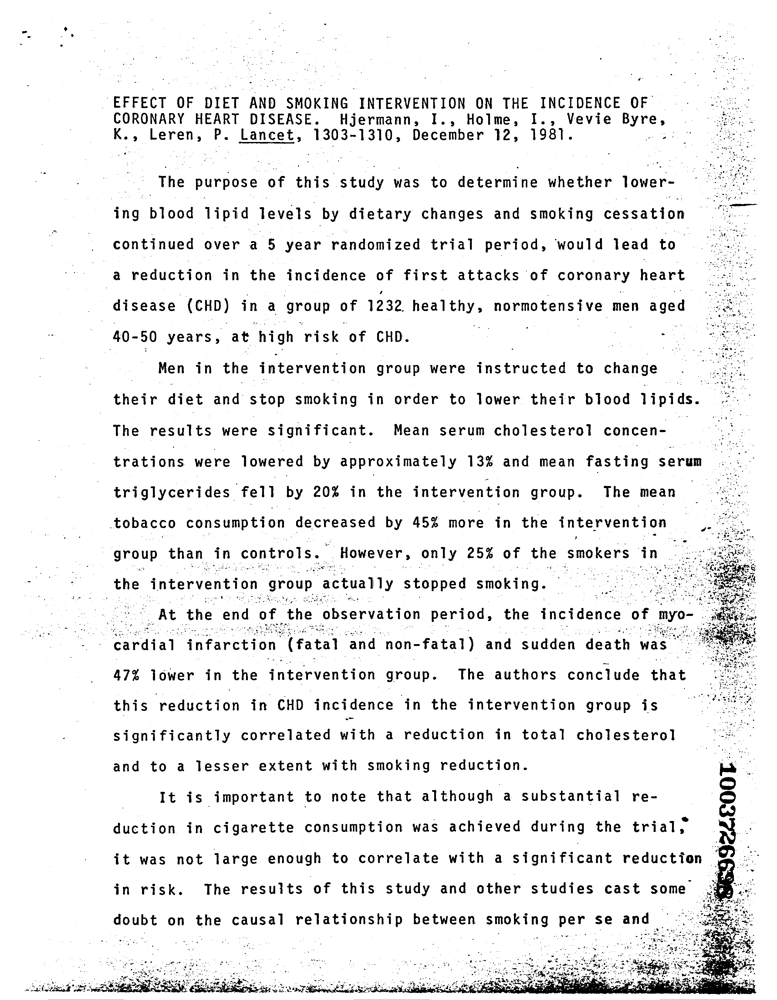 EFFECT OF DIET AND SMOKING INTERVENTION ON THE INCIDENCE OF
CORONARY HEART DISEASE. Hjermann, I., Holme, I., Vevie Byre,
K., Leren, P. Lancet, 1303-1310, December 12, 1981.
The purpose of this study was to determine whether lower-
ing blood lipid levels by dietary changes and smoking cessation
continued over a 5 year randomized trial period, would lead to
a reduction in the incidence of first attacks of coronary heart
disease (CHD) in a group of 1232 healthy, normotensive men aged
40-50 years, at high risk of CHD.
Men in the intervention group were instructed to change
their diet and stop smoking in order to lower their blood lipids.
The results were significant. Mean serum cholesterol concen-
trations were lowered by approximately 13% and mean fasting serum
triglycerides fell by 20% in the intervention group. The mean
tobacco consumption decreased by 45% more in the intervention
group than in controls. However, only 25% of the smokers in
the intervention group actually stopped smoking.
At the end of the observation period, the incidence of myo-
cardial infarction (fatal and non-fatal) and sudden death was
47% lower in the intervention group. The authors conclude that
this reduction in CHD incidence in the intervention group is
significantly correlated with a reduction in total cholesterol
and to a lesser extent with smoking reduction.
It is important to note that although a substantial re-
duction in cigarette consumption was achieved during the trial,
it was not large enough to correlate with a significant reduction
in risk. The results of this study and other studies cast some
doubt on the causal relationship between smoking per se and